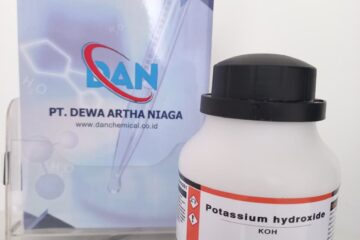 DAN
PT. DEWA ARTHA NIAGA
www.danchemical.co.id
Potassium hydroxide
KOH